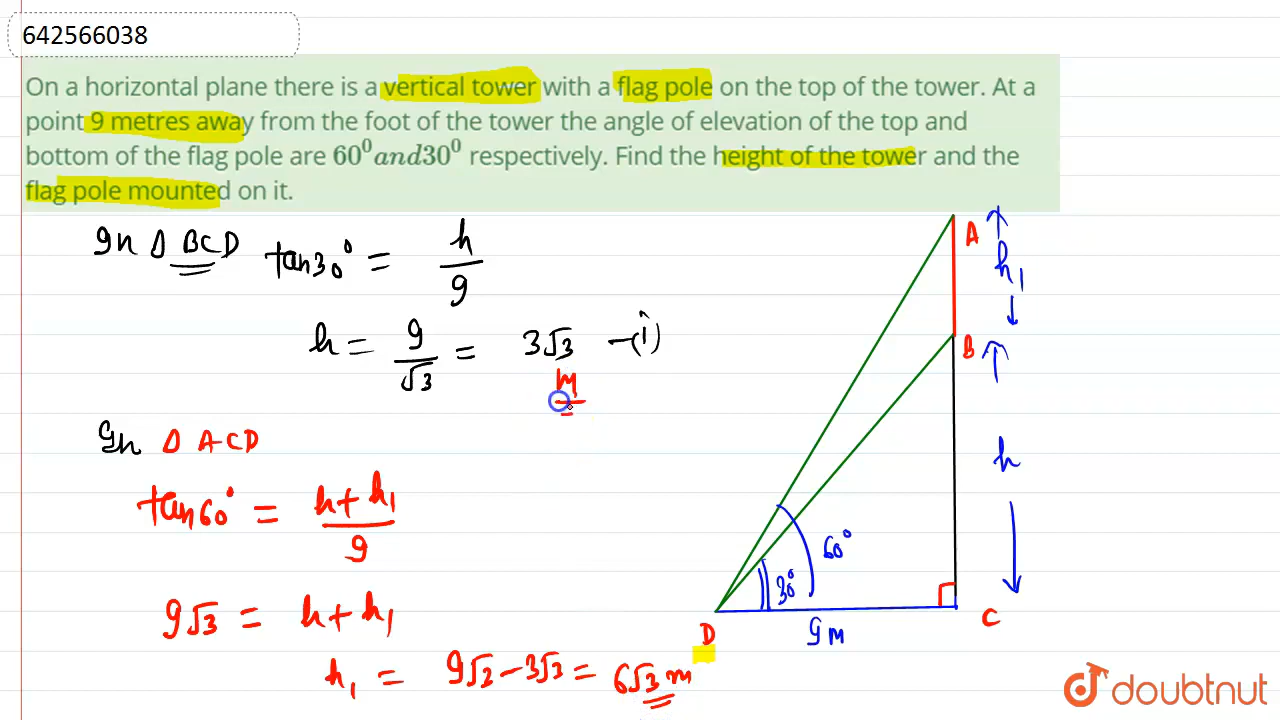 642566038
On a horizontal plane there is a vertical tower with a flag pole on the top of the tower. At a
point 9 metres away from the foot of the tower the angle of elevation of the top and
bottom of the flag pole are 60⁰and30⁰ respectively. Find the height of the tower and the
flag pole mounted on it.
In Δ BCD tan30° = h/9
h = 9/√3 = 3√3 -(i)
m
In Δ ACD
tan60° = h+h₁/9
9√3 = h+h₁
h₁ = 9√3-3√3 = 6√3 m
A
h₁
B
h
60°
30°
D
9m
C
doubtnut